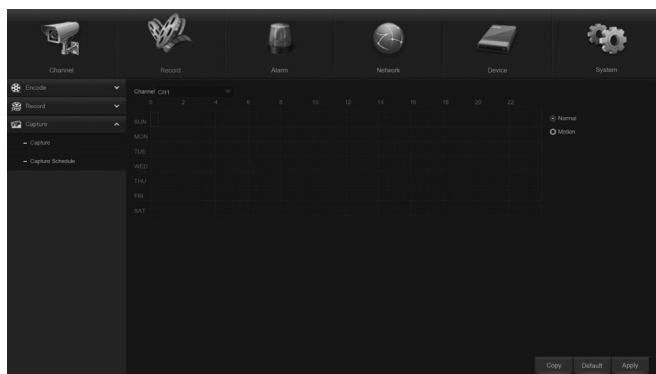 Channel Record Alarm Network Device System
Encode
Record
Capture
- Capture
- Capture Schedule
Channel CH1
0 2 4 6 8 10 12 14 16 18 20 22
SUN
MON
TUE
WED
THU
FRI
SAT
Normal
Motion
Copy Default Apply